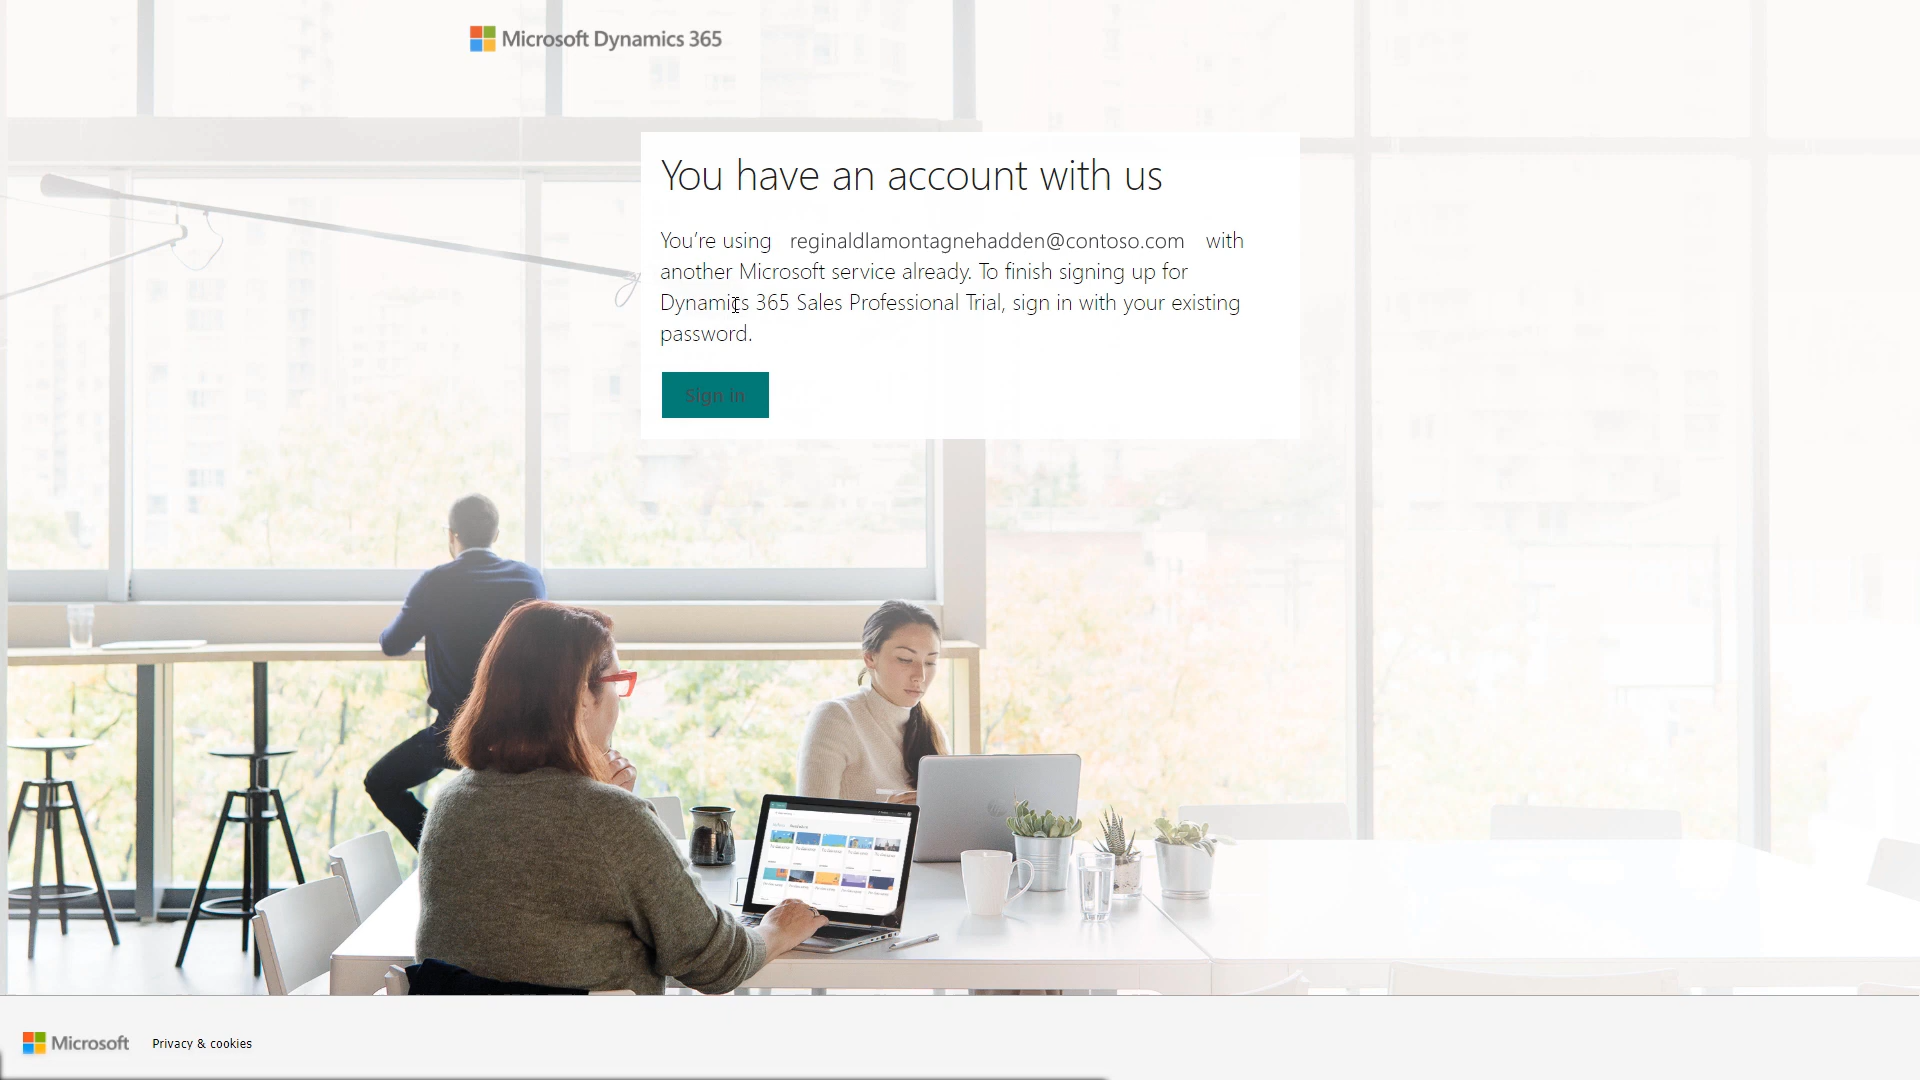 Microsoft Dynamics 365
You have an account with us
You’re using reginaldlamontagnehadden@contoso.com with
another Microsoft service already. To finish signing up for
Dynamics 365 Sales Professional Trial, sign in with your existing
password.
Sign in
Microsoft Privacy & cookies